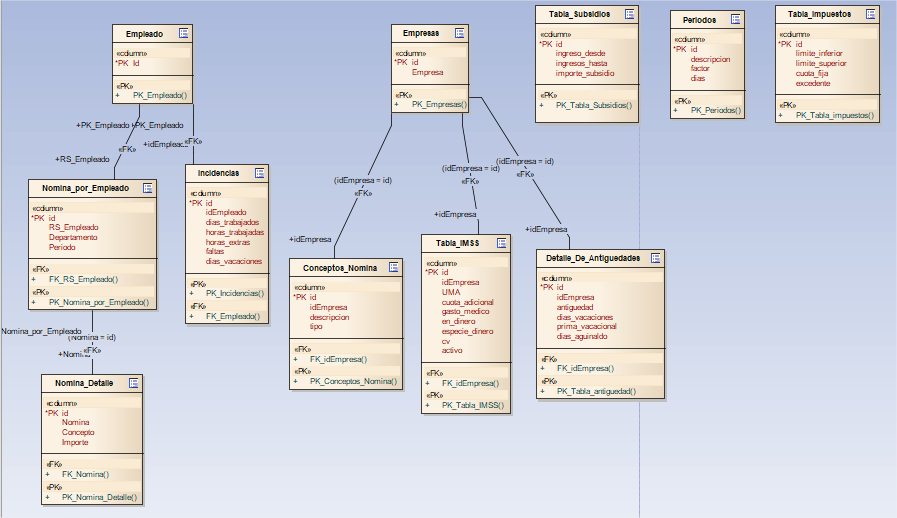 Empleado
«column»
*PK Id
«PK»
+ PK_Empleado()
Empresas
«column»
*PK id
Empresa
«PK»
+ PK_Empresas()
Tabla_Subsidios
«column»
*PK id
ingreso_desde
ingresos_hasta
importe_subsidio
«PK»
+ PK_Tabla_Subsidios()
Periodos
«column»
*PK id
descripcion
factor
dias
«PK»
+ PK_Periodos()
Tabla_Impuestos
«column»
*PK id
limite_inferior
limite_superior
cuota_fija
excedente
«PK»
+ PK_Tabla_impuestos()
+PK_Empleado
+PK_Empleado
«FK»
+RS_Empleado
«FK»
(idEmpresa = id)
«FK»
+idEmpresa
(idEmpresa = id)
«FK»
+idEmpresa
(idEmpresa = id)
«FK»
+idEmpresa
Nomina_por_Empleado
«column»
*PK id
RS_Empleado
Departamento
Periodo
«FK»
+ FK_RS_Empleado()
«PK»
+ PK_Nomina_por_Empleado()
Incidencias
«column»
*PK id
idEmpleado
dias_trabajados
horas_trabajadas
horas_extras
faltas
dias_vacaciones
«PK»
+ PK_Incidencias()
«FK»
+ FK_Empleado()
Conceptos_Nomina
«column»
*PK id
idEmpresa
descripcion
tipo
«FK»
+ FK_idEmpresa()
«PK»
+ PK_Conceptos_Nomina()
Tabla_IMSS
«column»
*PK id
idEmpresa
UMA
cuota_adicional
gasto_medico
en_dinero
especie_dinero
cv
activo
«FK»
+ FK_idEmpresa()
«PK»
+ PK_Tabla_IMSS()
Detalle_De_Antiguedades
«column»
*PK id
idEmpresa
antiguedad
dias_vacaciones
prima_vacacional
dias_aguinaldo
«FK»
+ FK_idEmpresa()
«PK»
+ PK_Tabla_antiguedad()
Nomina_por_Empleado
(Nomina = id)
«FK»
Nomina_Detalle
«column»
*PK id
Nomina
Concepto
Importe
«FK»
+ FK_Nomina()
«PK»
+ PK_Nomina_Detalle()